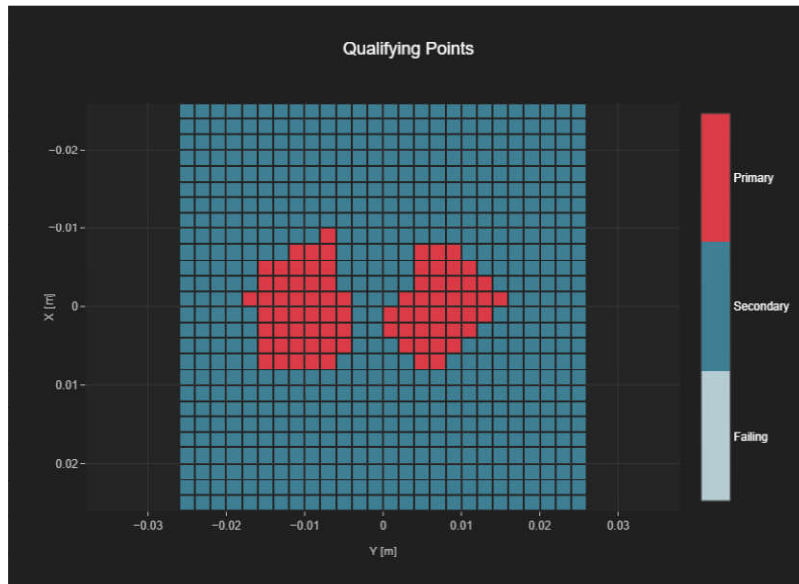 Qualifying Points
−0.02
−0.01
0
0.01
0.02
X [m]
−0.03
−0.02
−0.01
0
0.01
0.02
0.03
Y [m]
Primary
Secondary
Failing